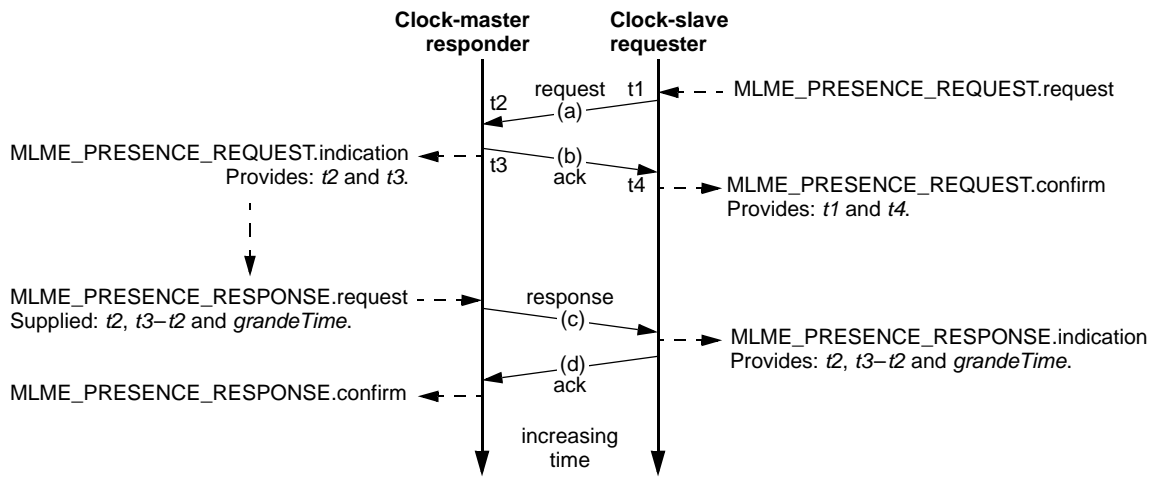 Clock-master
responder
Clock-slave
requester
request
(a)
t1
MLME_PRESENCE_REQUEST.request
t2
MLME_PRESENCE_REQUEST.indication
Provides: t2 and t3.
t3
(b)
ack
t4
MLME_PRESENCE_REQUEST.confirm
Provides: t1 and t4.
MLME_PRESENCE_RESPONSE.request
Supplied: t2, t3–t2 and grandeTime.
response
(c)
MLME_PRESENCE_RESPONSE.indication
Provides: t2, t3–t2 and grandeTime.
(d)
ack
MLME_PRESENCE_RESPONSE.confirm
increasing
time